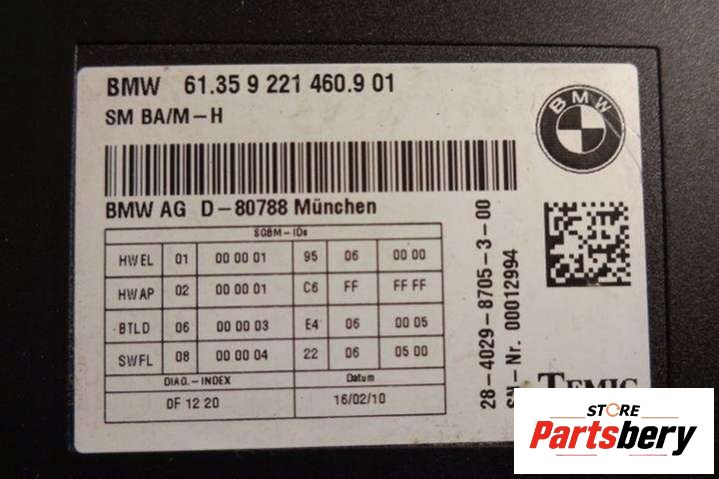 BMW 61.35 9 221 460.9 01
SM BA/M-H
BMW
BMW AG D-80788 München
SGBM-IDs
HWEL 01 00 00 01 95 06 00 00
HWAP 02 00 00 01 C6 FF FF FF
BTLD 06 00 00 03 E4 06 00 05
SWFL 08 00 00 04 22 06 05 00
DIAG.-INDEX Datum
0F 12 20 16/02/10
28-4029-8705-3-00
SN-Nr. 00012994
TEMIC
STORE
Partsbery